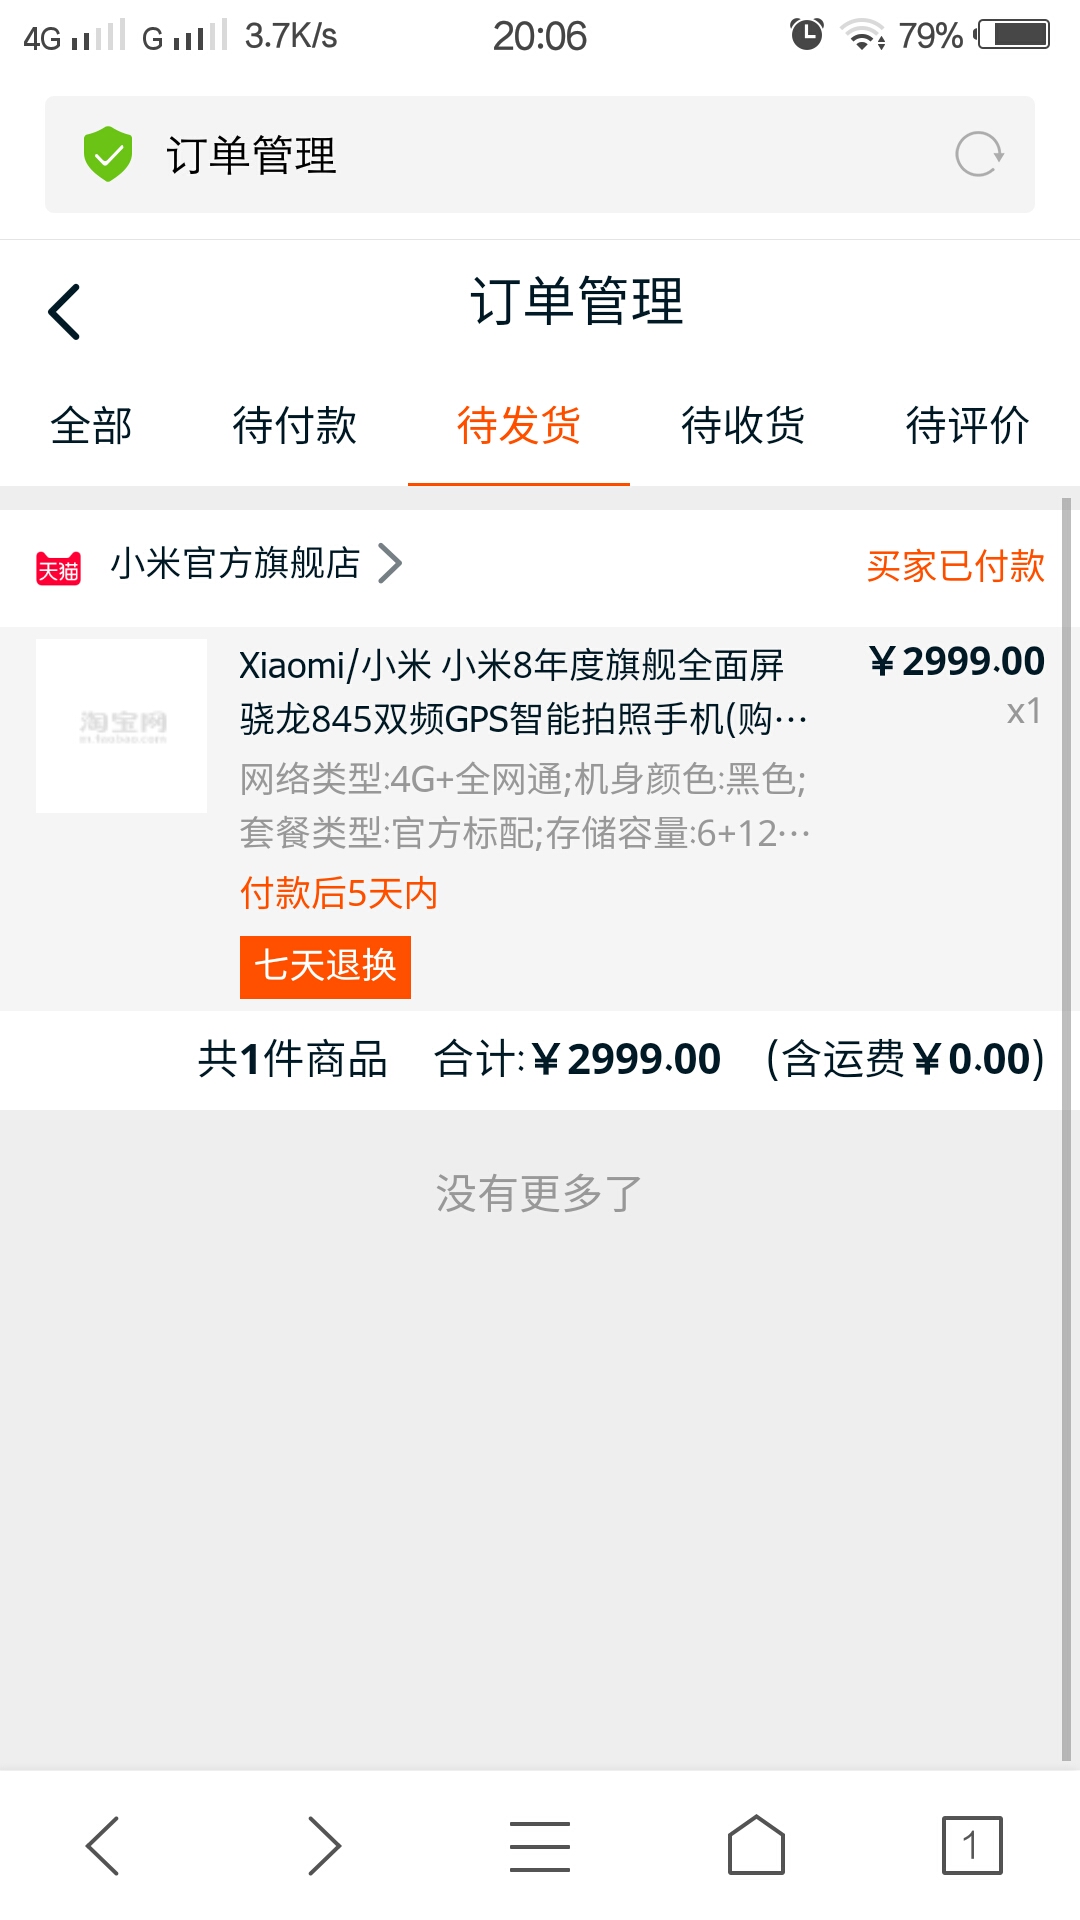 4G G 3.7K/s 20:06 79%
订单管理
订单管理
全部 待付款 待发货 待收货 待评价
天猫 小米官方旗舰店 买家已付款
Xiaomi/小米 小米8年度旗舰全面屏 ￥2999.00
骁龙845双频GPS智能拍照手机(购… x1
淘宝网
m.taobao.com
网络类型:4G+全网通;机身颜色:黑色;
套餐类型:官方标配;存储容量:6+12…
付款后5天内
七天退换
共1件商品 合计:￥2999.00 (含运费￥0.00)
没有更多了
1